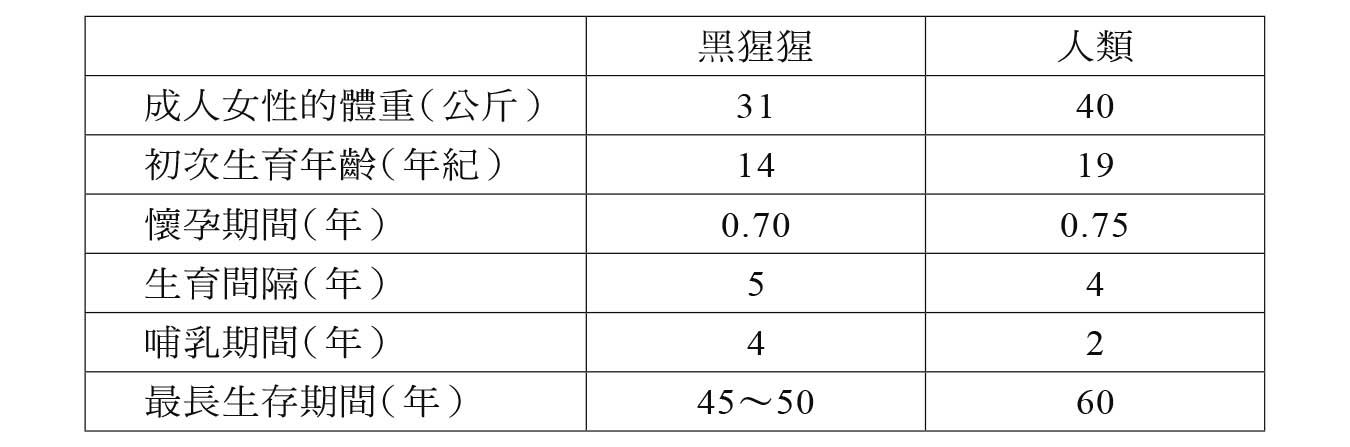 黑猩猩 人類
成人女性的體重（公斤） 31 40
初次生育年齡（年紀） 14 19
懷孕期間（年） 0.70 0.75
生育間隔（年） 5 4
哺乳期間（年） 4 2
最長生存期間（年） 45～50 60